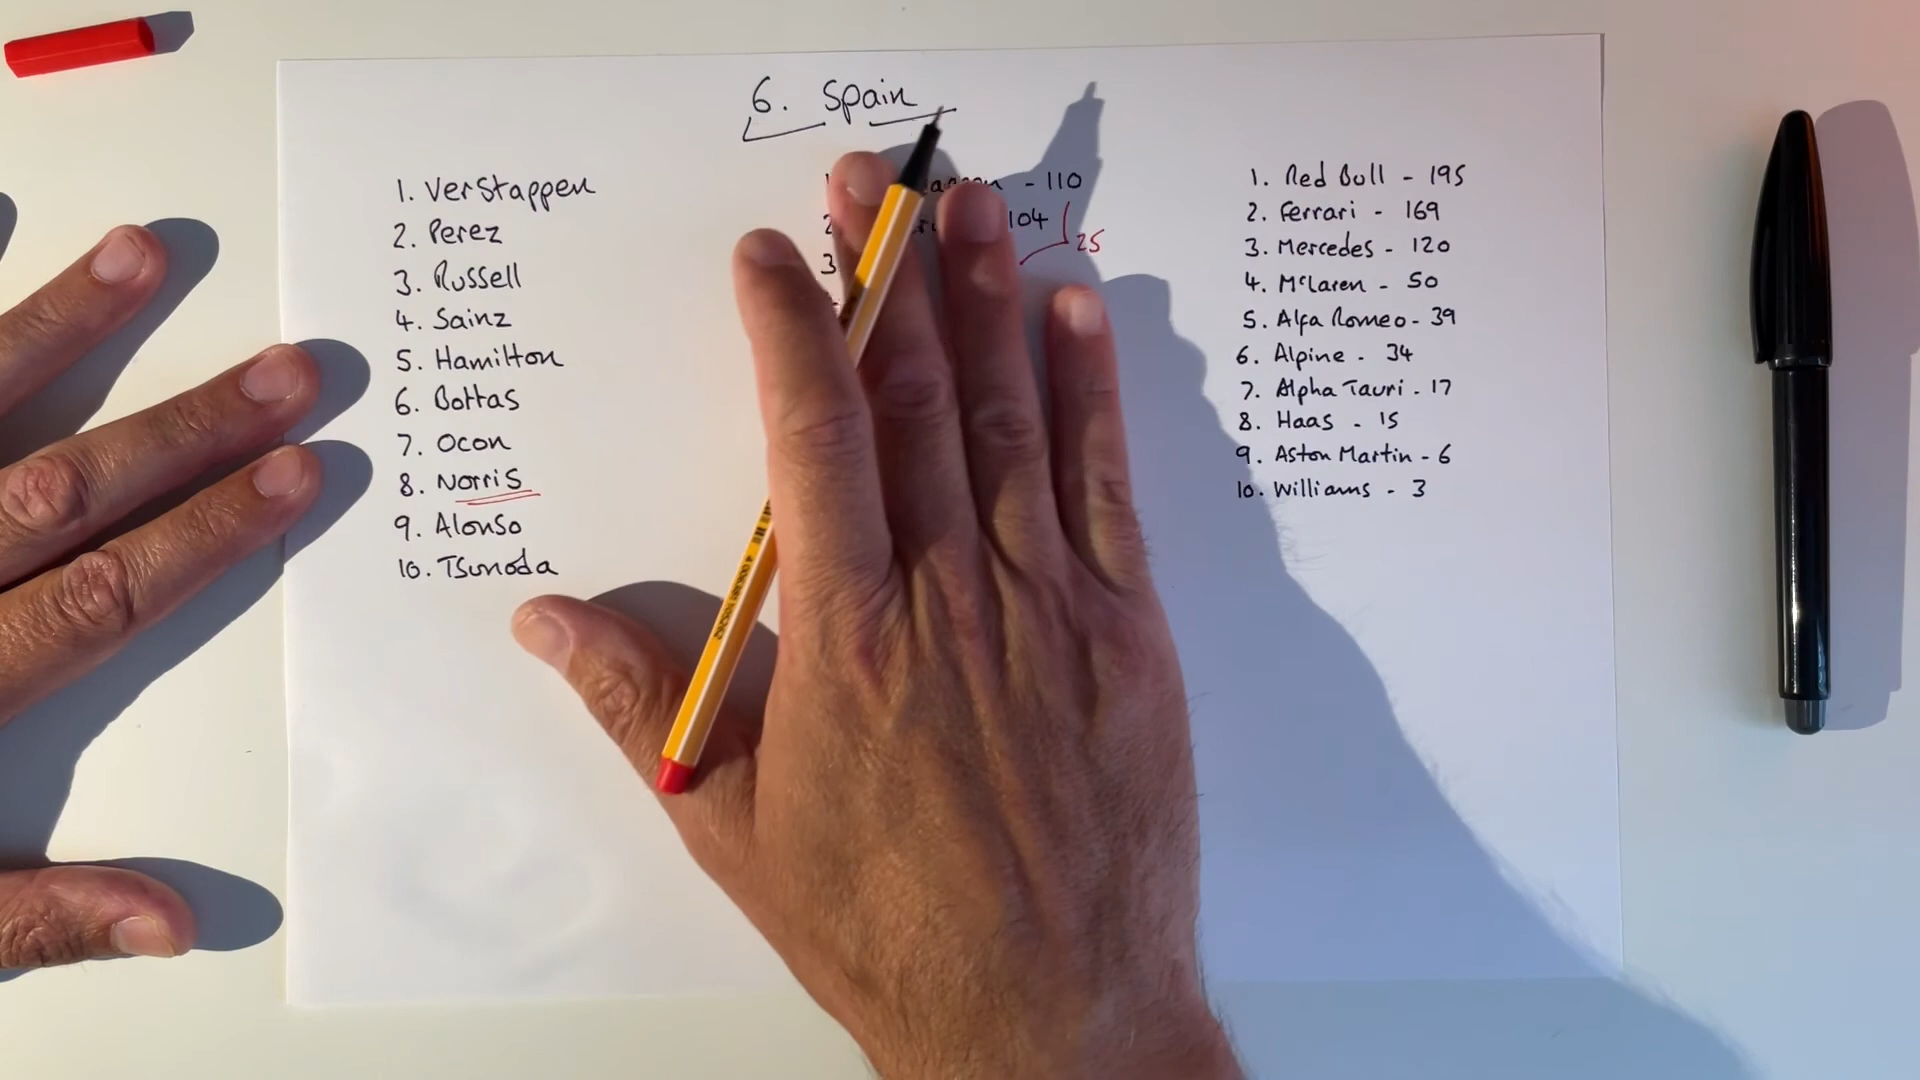 6. Spain
1. Verstappen
2. Perez
3. Russell
4. Sainz
5. Hamilton
6. Bottas
7. Ocon
8. Norris
9. Alonso
10. Tsunoda
- 110
104
25
3
1. Red Bull - 195
2. Ferrari - 169
3. Mercedes - 120
4. McLaren - 50
5. Alfa Romeo - 39
6. Alpine - 34
7. Alpha Tauri - 17
8. Haas - 15
9. Aston Martin - 6
10. Williams - 3